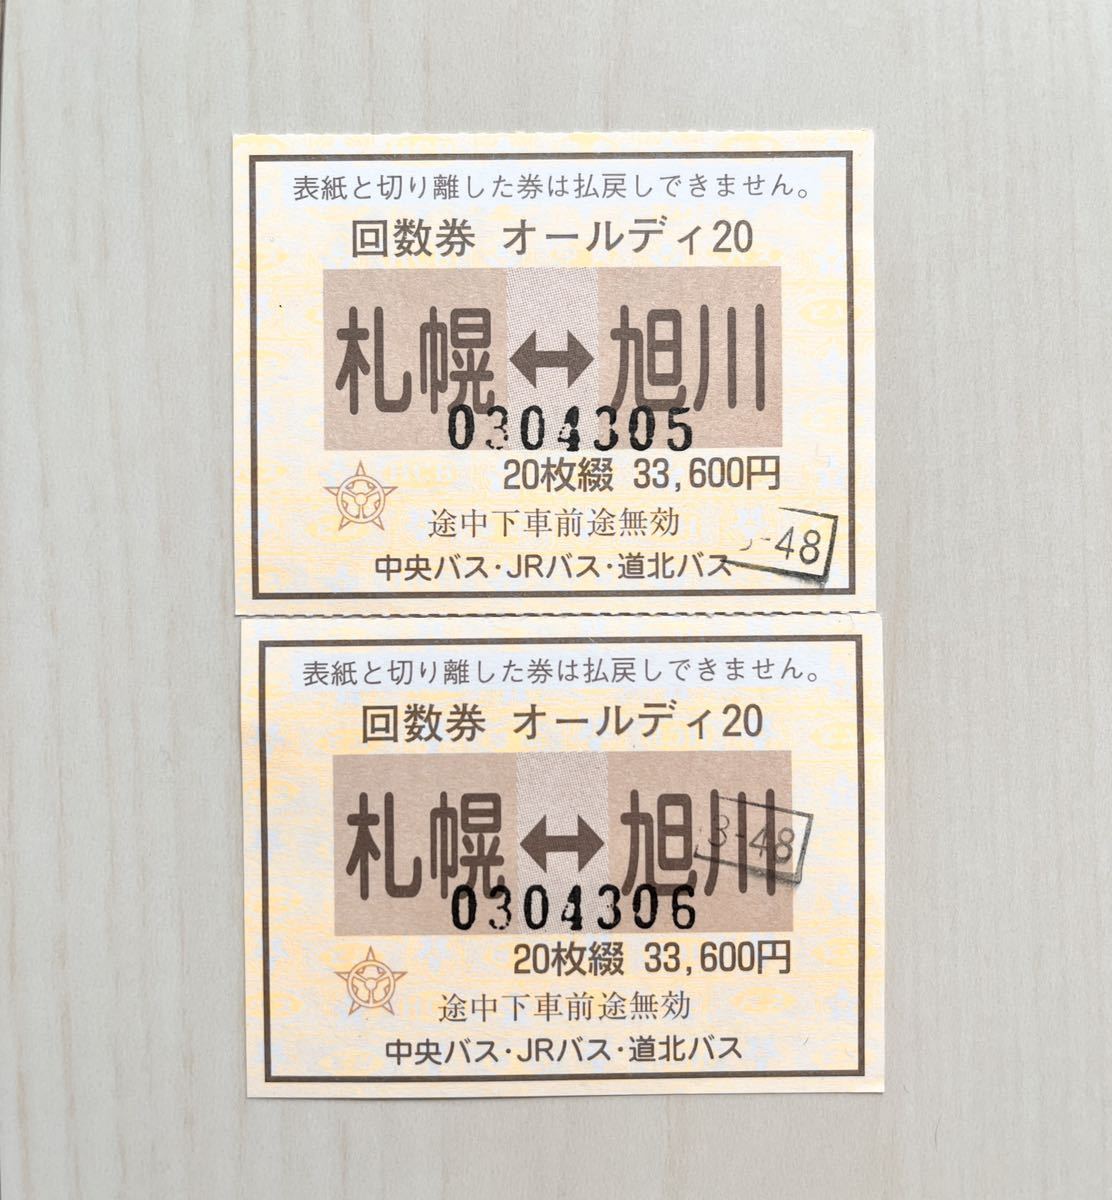 表紙と切り離した券は払戻しできません。
回数券 オールディ20
札幌↔旭川
0304305
20枚綴 33,600円
途中下車前途無効
-48
中央バス・JRバス・道北バス
表紙と切り離した券は払戻しできません。
回数券 オールディ20
札幌↔旭川
3-48
0304306
20枚綴 33,600円
途中下車前途無効
中央バス・JRバス・道北バス